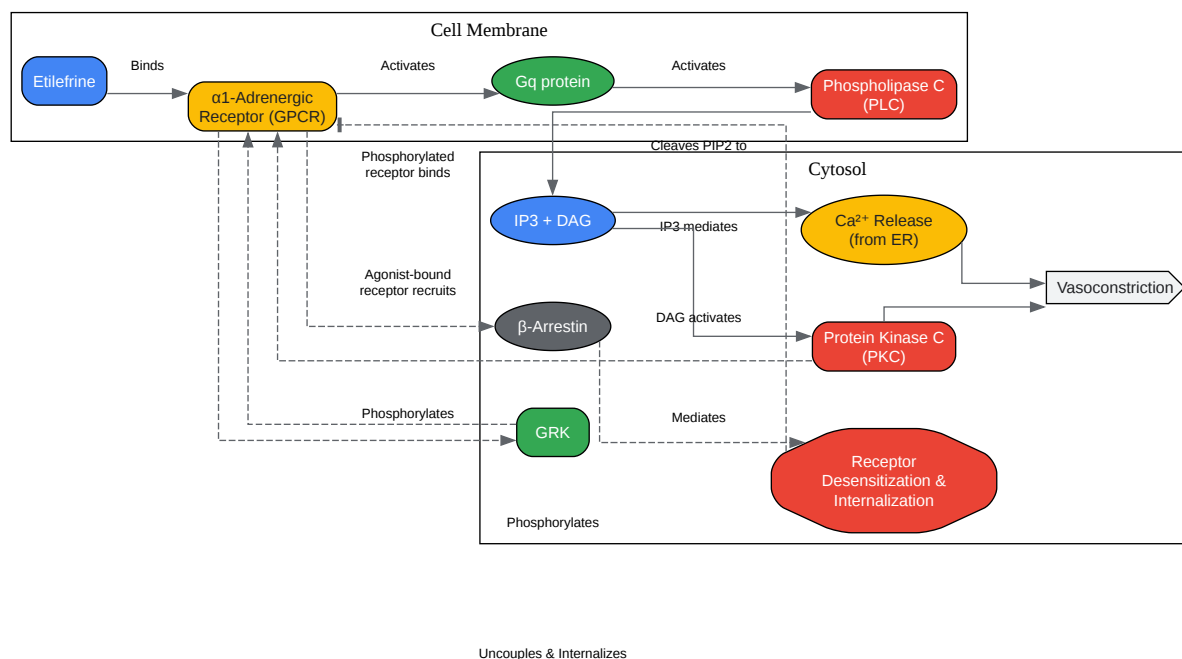 Cell Membrane
Etilefrine
Binds
α1-Adrenergic
Receptor (GPCR)
Activates
Gq protein
Activates
Phospholipase C
(PLC)
Phosphorylated
receptor binds
Cleaves PIP2 to
Cytosol
IP3 + DAG
IP3 mediates
Ca²⁺ Release
(from ER)
Vasoconstriction
Agonist-bound
receptor recruits
β-Arrestin
DAG activates
Protein Kinase C
(PKC)
Phosphorylates
GRK
Mediates
Receptor
Desensitization &
Internalization
Phosphorylates
Uncouples & Internalizes